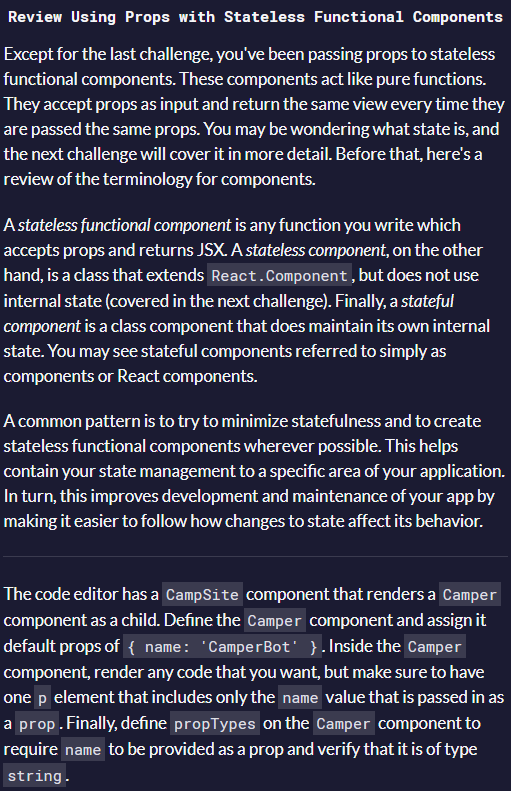 Review Using Props with Stateless Functional Components
Except for the last challenge, you've been passing props to stateless
functional components. These components act like pure functions.
They accept props as input and return the same view every time they
are passed the same props. You may be wondering what state is, and
the next challenge will cover it in more detail. Before that, here's a
review of the terminology for components.
A stateless functional component is any function you write which
accepts props and returns JSX. A stateless component, on the other
hand, is a class that extends React.Component, but does not use
internal state (covered in the next challenge). Finally, a stateful
component is a class component that does maintain its own internal
state. You may see stateful components referred to simply as
components or React components.
A common pattern is to try to minimize statefulness and to create
stateless functional components wherever possible. This helps
contain your state management to a specific area of your application.
In turn, this improves development and maintenance of your app by
making it easier to follow how changes to state affect its behavior.
The code editor has a CampSite component that renders a Camper
component as a child. Define the Camper component and assign it
default props of { name: 'CamperBot' }. Inside the Camper
component, render any code that you want, but make sure to have
one p element that includes only the name value that is passed in as
a prop. Finally, define propTypes on the Camper component to
require name to be provided as a prop and verify that it is of type
string.